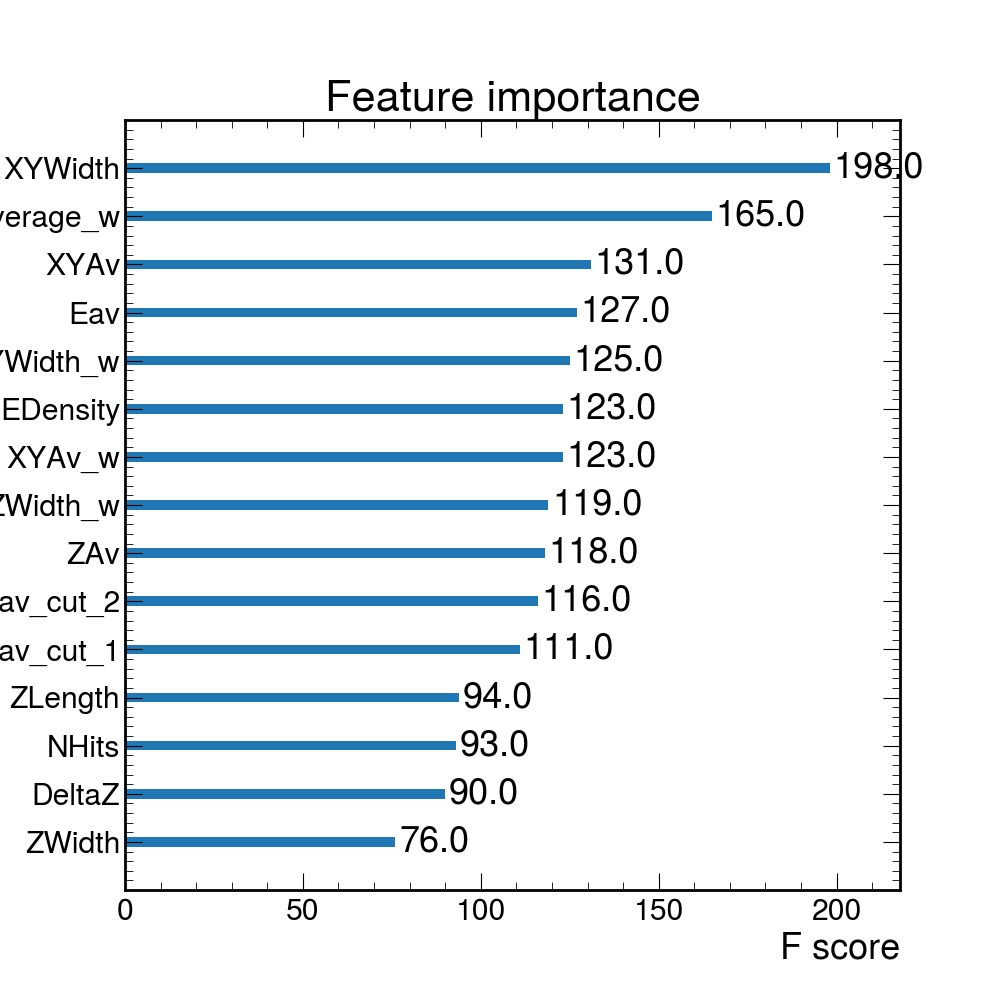 Feature importance
XYWidth 198.0
verage_w 165.0
XYAv 131.0
Eav 127.0
YWidth_w 125.0
EDensity 123.0
XYAv_w 123.0
ZWidth_w 119.0
ZAv 118.0
av_cut_2 116.0
av_cut_1 111.0
ZLength 94.0
NHits 93.0
DeltaZ 90.0
ZWidth 76.0
0 50 100 150 200
F score